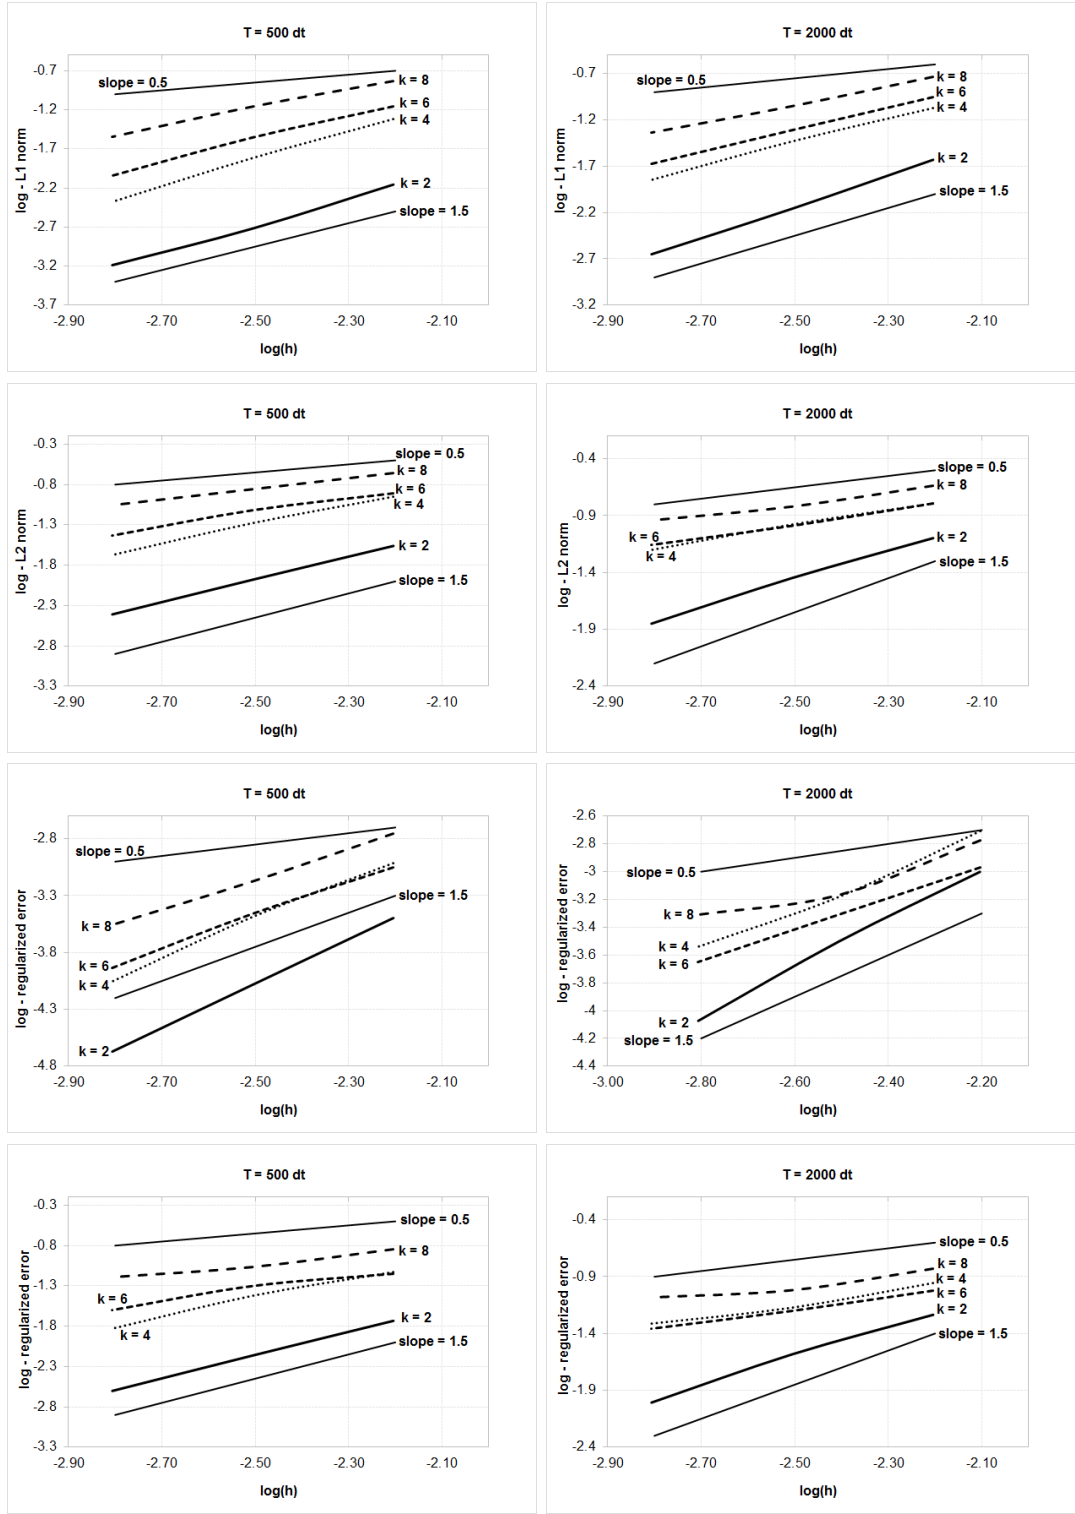 T = 500 dt
-0.7
-1.2
-1.7
-2.2
-2.7
-3.2
-3.7
log - L1 norm
slope = 0.5
k = 8
k = 6
k = 4
k = 2
slope = 1.5
-2.90 -2.70 -2.50 -2.30 -2.10
log(h)
T = 2000 dt
-0.7
-1.2
-1.7
-2.2
-2.7
-3.2
log - L1 norm
slope = 0.5
k = 8
k = 6
k = 4
k = 2
slope = 1.5
-2.90 -2.70 -2.50 -2.30 -2.10
log(h)
T = 500 dt
-0.3
-0.8
-1.3
-1.8
-2.3
-2.8
-3.3
log - L2 norm
slope = 0.5
k = 8
k = 6
k = 4
k = 2
slope = 1.5
-2.90 -2.70 -2.50 -2.30 -2.10
log(h)
T = 2000 dt
-0.4
-0.9
-1.4
-1.9
-2.4
log - L2 norm
slope = 0.5
k = 8
k = 6
k = 4
k = 2
slope = 1.5
-2.90 -2.70 -2.50 -2.30 -2.10
log(h)
T = 500 dt
-2.8
-3.3
-3.8
-4.3
-4.8
log - regularized error
slope = 0.5
slope = 1.5
k = 8
k = 6
k = 4
k = 2
-2.90 -2.70 -2.50 -2.30 -2.10
log(h)
T = 2000 dt
-2.6
-2.8
-3
-3.2
-3.4
-3.6
-3.8
-4
-4.2
-4.4
log - regularized error
slope = 0.5
k = 8
k = 4
k = 6
k = 2
slope = 1.5
-3.00 -2.80 -2.60 -2.40 -2.20
log(h)
T = 500 dt
-0.3
-0.8
-1.3
-1.8
-2.3
-2.8
-3.3
log - regularized error
slope = 0.5
k = 8
k = 6
k = 4
k = 2
slope = 1.5
-2.90 -2.70 -2.50 -2.30 -2.10
log(h)
T = 2000 dt
-0.4
-0.9
-1.4
-1.9
-2.4
log - regularized error
slope = 0.5
k = 8
k = 4
k = 6
k = 2
slope = 1.5
-2.90 -2.70 -2.50 -2.30 -2.10
log(h)